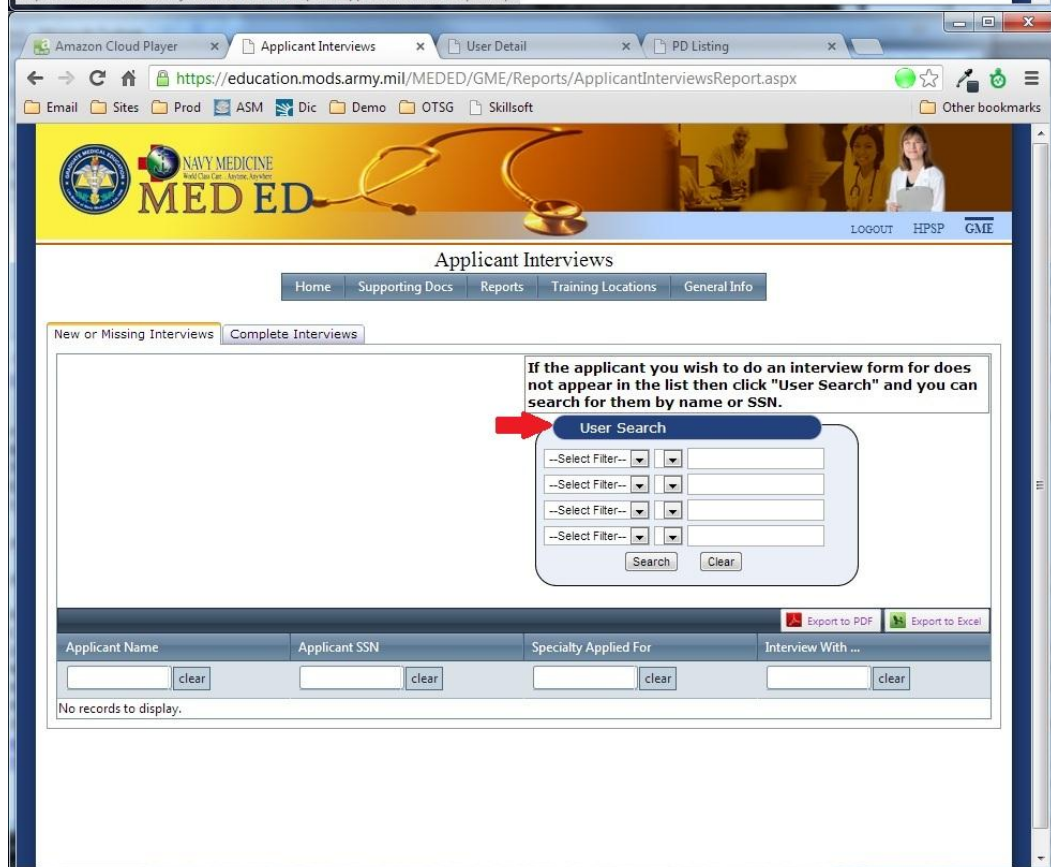 Amazon Cloud Player
Applicant Interviews
User Detail
PD Listing
https://education.mods.army.mil/MEDED/GME/Reports/ApplicantInterviewsReport.aspx
Email Sites Prod ASM Dic Demo OTSG Skillsoft Other bookmarks
NAVY MEDICINE
World Class Care... Anytime, Anywhere
MED ED
LOGOUT HPSP GME
Applicant Interviews
Home Supporting Docs Reports Training Locations General Info
New or Missing Interviews Complete Interviews
If the applicant you wish to do an interview form for does
not appear in the list then click "User Search" and you can
search for them by name or SSN.
User Search
--Select Filter--
--Select Filter--
--Select Filter--
--Select Filter--
Search Clear
Export to PDF Export to Excel
Applicant Name Applicant SSN Specialty Applied For Interview With ...
clear clear clear clear
No records to display.